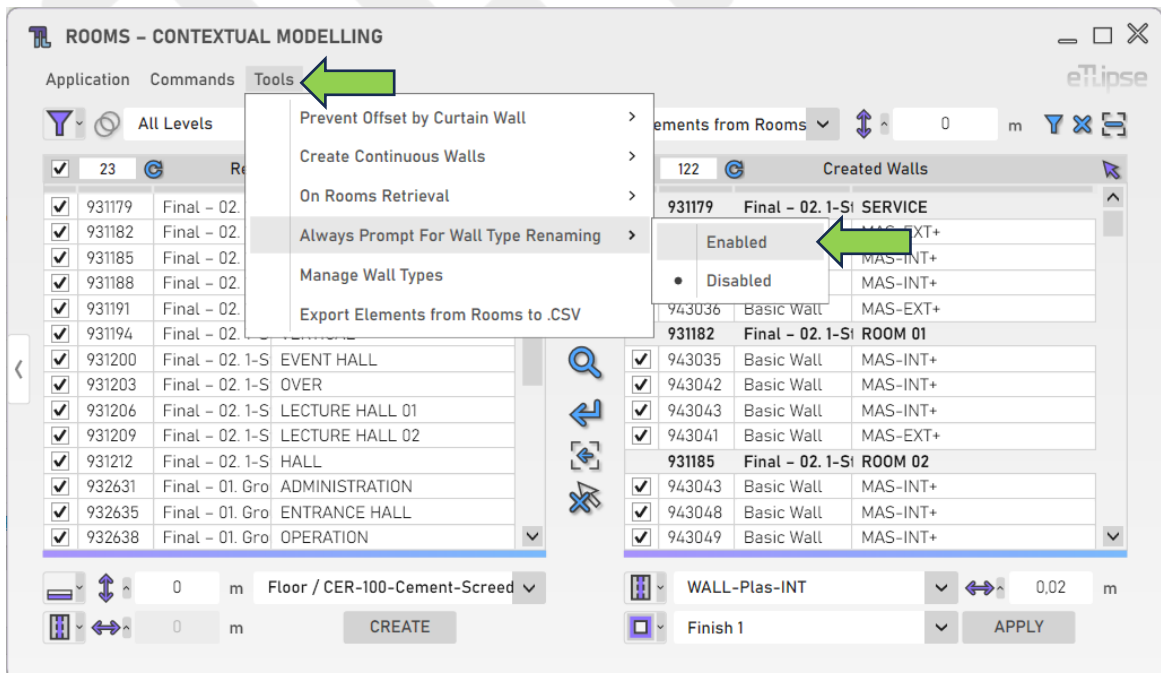 ROOMS – CONTEXTUAL MODELLING
Application Commands Tools
eTLipse
All Levels
ements from Rooms
0 m
Prevent Offset by Curtain Wall
Create Continuous Walls
On Rooms Retrieval
Always Prompt For Wall Type Renaming
Manage Wall Types
Export Elements from Rooms to .CSV
Enabled
Disabled
23 Re
931179 Final – 02.
931182 Final – 02.
931185 Final – 02.
931188 Final – 02.
931191 Final – 02.
931194 Final – 02. 1-S VERTICAL
931200 Final – 02. 1-S EVENT HALL
931203 Final – 02. 1-S OVER
931206 Final – 02. 1-S LECTURE HALL 01
931209 Final – 02. 1-S LECTURE HALL 02
931212 Final – 02. 1-S HALL
932631 Final – 01. Gro ADMINISTRATION
932635 Final – 01. Gro ENTRANCE HALL
932638 Final – 01. Gro OPERATION
122 Created Walls
931179 Final – 02. 1-St SERVICE
MAS-EXT+
MAS-INT+
MAS-INT+
943036 Basic Wall MAS-EXT+
931182 Final – 02. 1-St ROOM 01
943035 Basic Wall MAS-INT+
943042 Basic Wall MAS-INT+
943043 Basic Wall MAS-INT+
943041 Basic Wall MAS-EXT+
931185 Final – 02. 1-St ROOM 02
943043 Basic Wall MAS-INT+
943048 Basic Wall MAS-INT+
943049 Basic Wall MAS-INT+
0 m Floor / CER-100-Cement-Screed
0 m CREATE
WALL-Plas-INT 0,02 m
Finish 1 APPLY